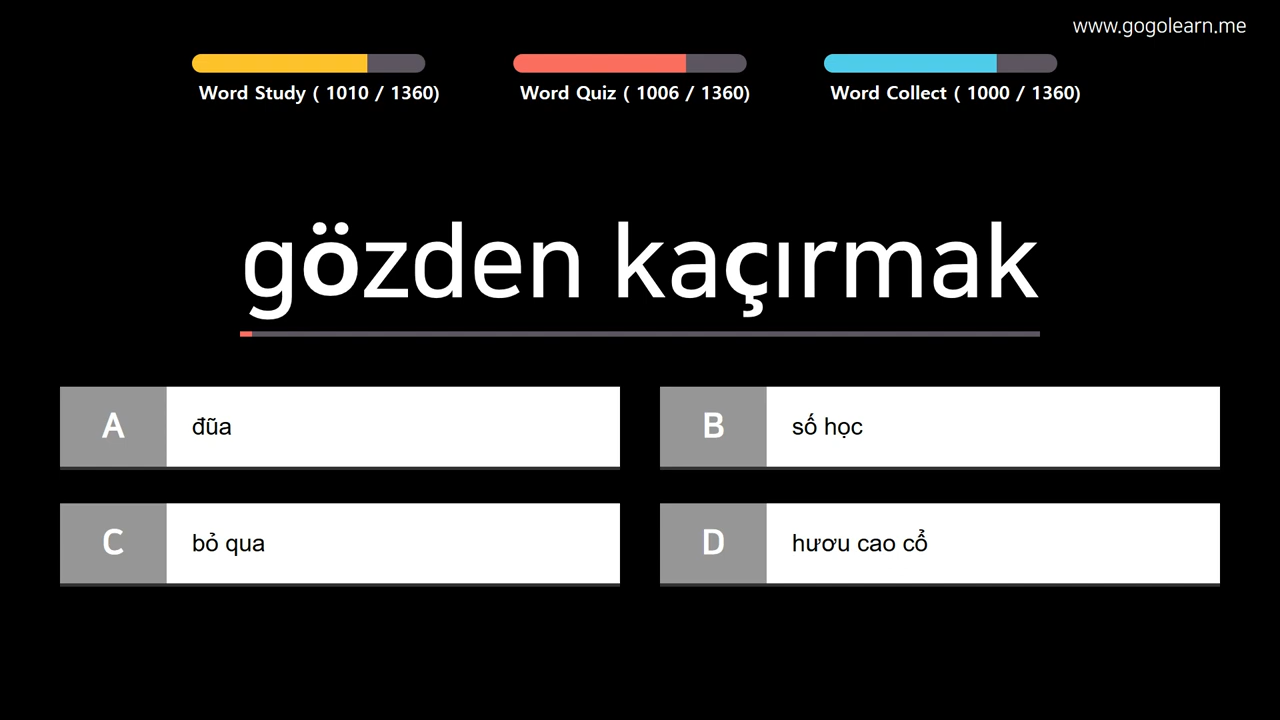 www.gogolearn.me
Word Study ( 1010 / 1360)
Word Quiz ( 1006 / 1360)
Word Collect ( 1000 / 1360)
gözden kaçırmak
A đũa
B số học
C bỏ qua
D hươu cao cổ